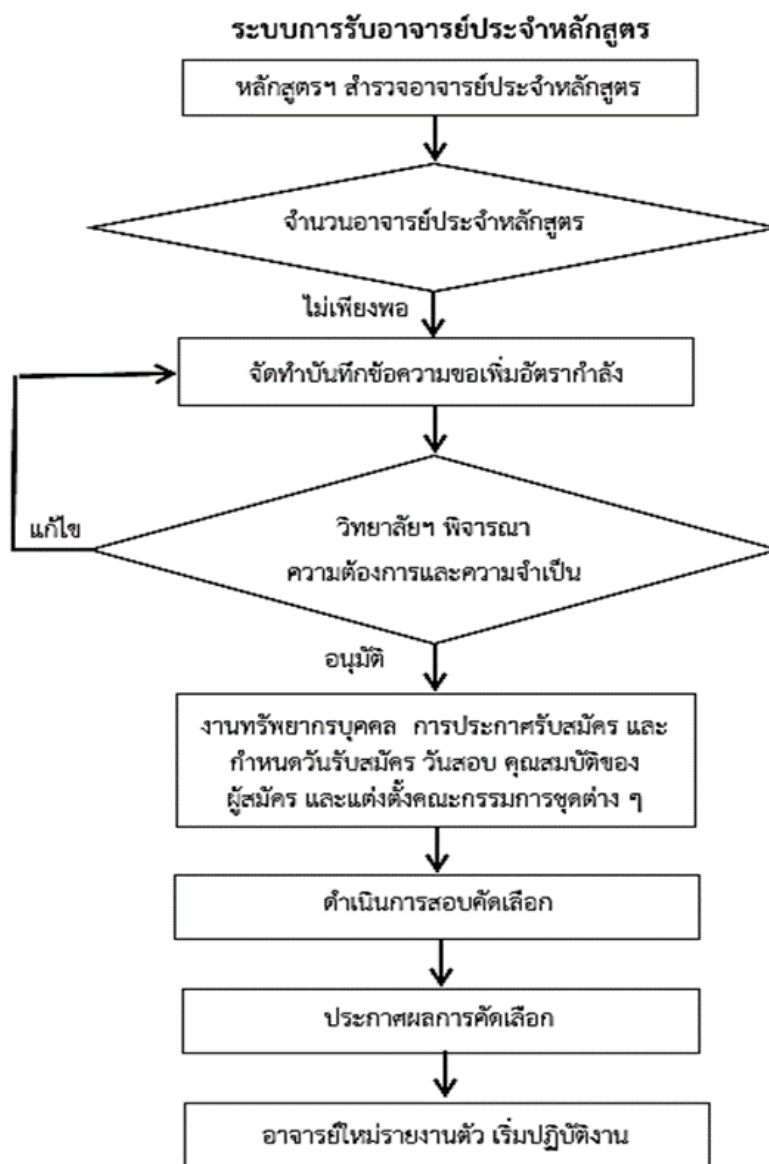 ระบบการรับอาจารย์ประจำหลักสูตร
หลักสูตรฯ สำรวจอาจารย์ประจำหลักสูตร
จำนวนอาจารย์ประจำหลักสูตร
ไม่เพียงพอ
จัดทำบันทึกข้อความขอเพิ่มอัตรากำลัง
แก้ไข
วิทยาลัยฯ พิจารณา
ความต้องการและความจำเป็น
อนุมัติ
งานทรัพยากรบุคคล การประกาศรับสมัคร และ
กำหนดวันรับสมัคร วันสอบ คุณสมบัติของ
ผู้สมัคร และแต่งตั้งคณะกรรมการชุดต่าง ๆ
ดำเนินการสอบคัดเลือก
ประกาศผลการคัดเลือก
อาจารย์ใหม่รายงานตัว เริ่มปฏิบัติงาน